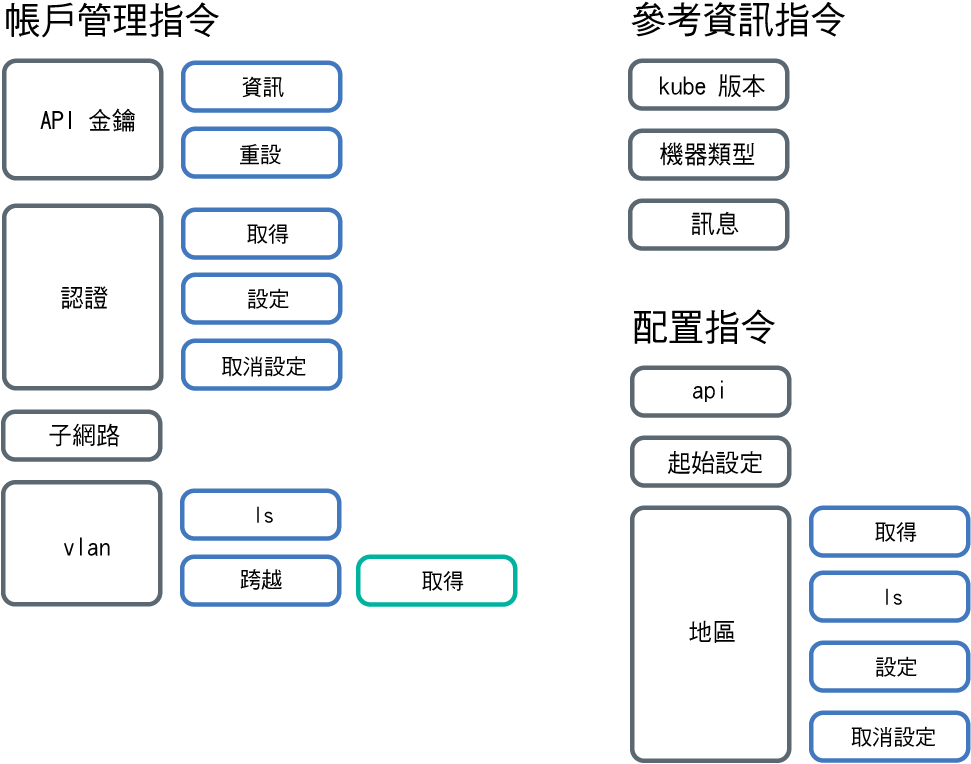 帳戶管理指令
API 金鑰
資訊
重設
認證
取得
設定
取消設定
子網路
vlan
ls
跨越
取得
參考資訊指令
kube 版本
機器類型
訊息
配置指令
api
起始設定
地區
取得
ls
設定
取消設定